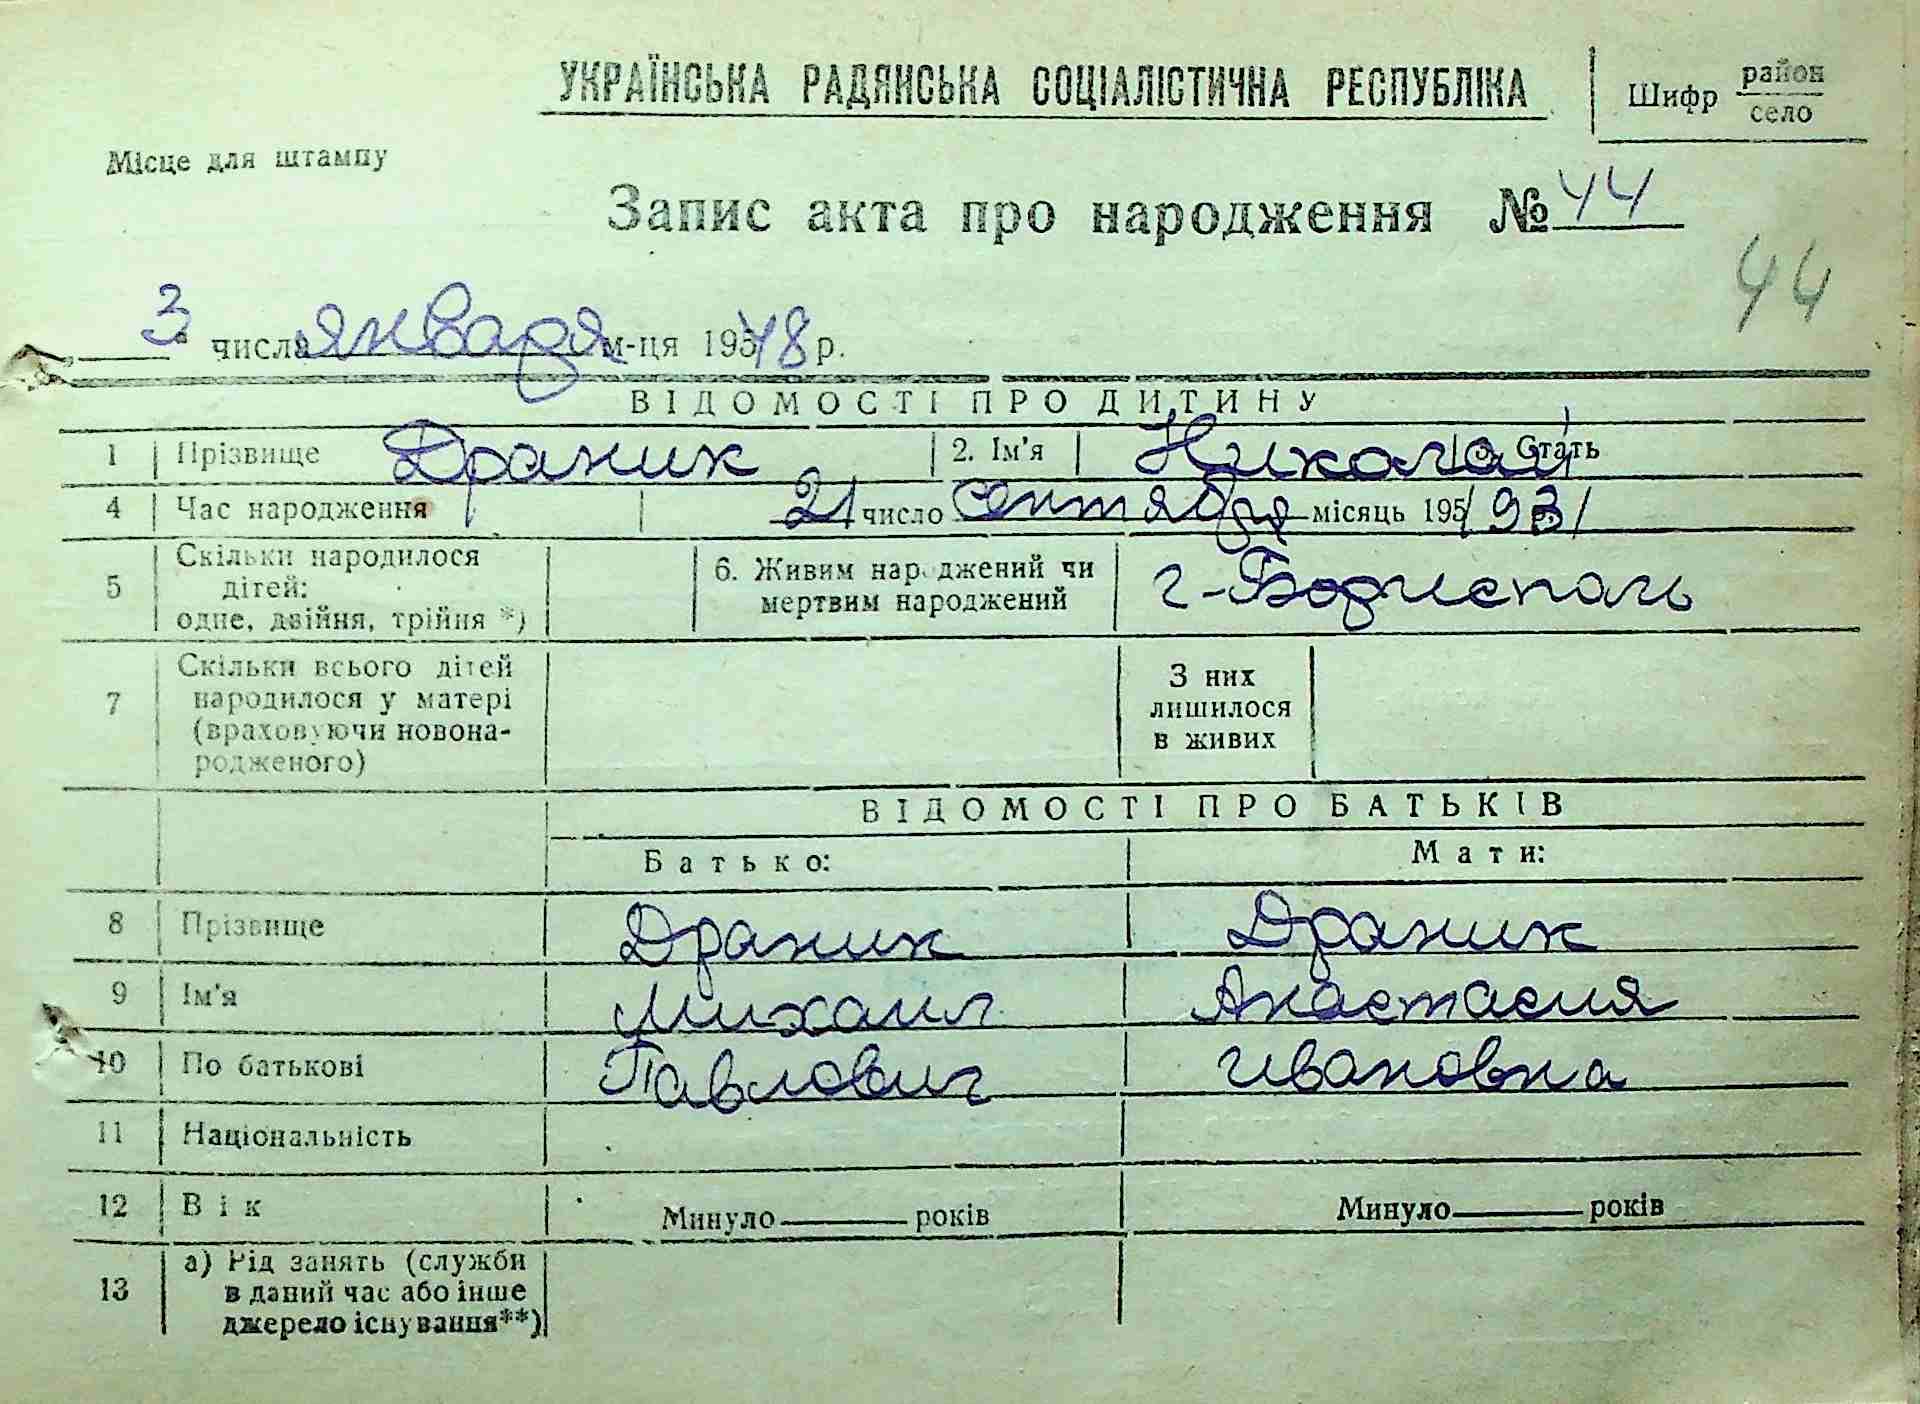 УКРАЇНСЬКА РАДЯНСЬКА СОЦІАЛІСТИЧНА РЕСПУБЛІКА
Шифр район
село
Місце для штампу
Запис акта про народження № 44
44
3 числа января м-ця 1948 р.
ВІДОМОСТІ ПРО ДИТИНУ
1 Прізвище Драник 2. Ім'я Николай 3. Стать
4 Час народження 21 число сентября місяць 195 1931
5 Скільки народилося дітей: одне, двійня, трійня *) 6. Живим народжений чи мертвим народжений г-Борисполь
7 Скільки всього дітей народилося у матері (враховуючи новонародженого) З них лишилося в живих
ВІДОМОСТІ ПРО БАТЬКІВ
Батько: Мати:
8 Прізвище Драник Драник
9 Ім'я Михаил Анастасия
10 По батькові Павлович Ивановна
11 Національність
12 Вік Минуло років Минуло років
13 а) Рід занять (служби в даний час або інше джерело існування**)